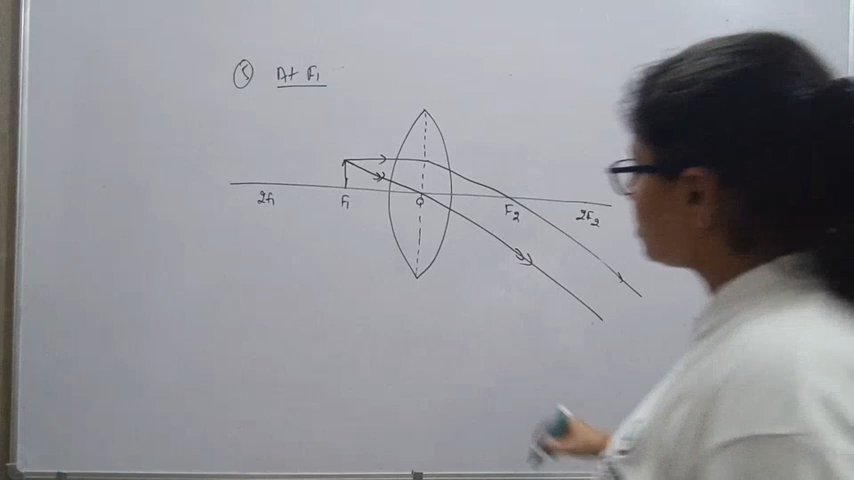 ⑤ At F₁
2F₁ F₁ O F₂ 2F₂